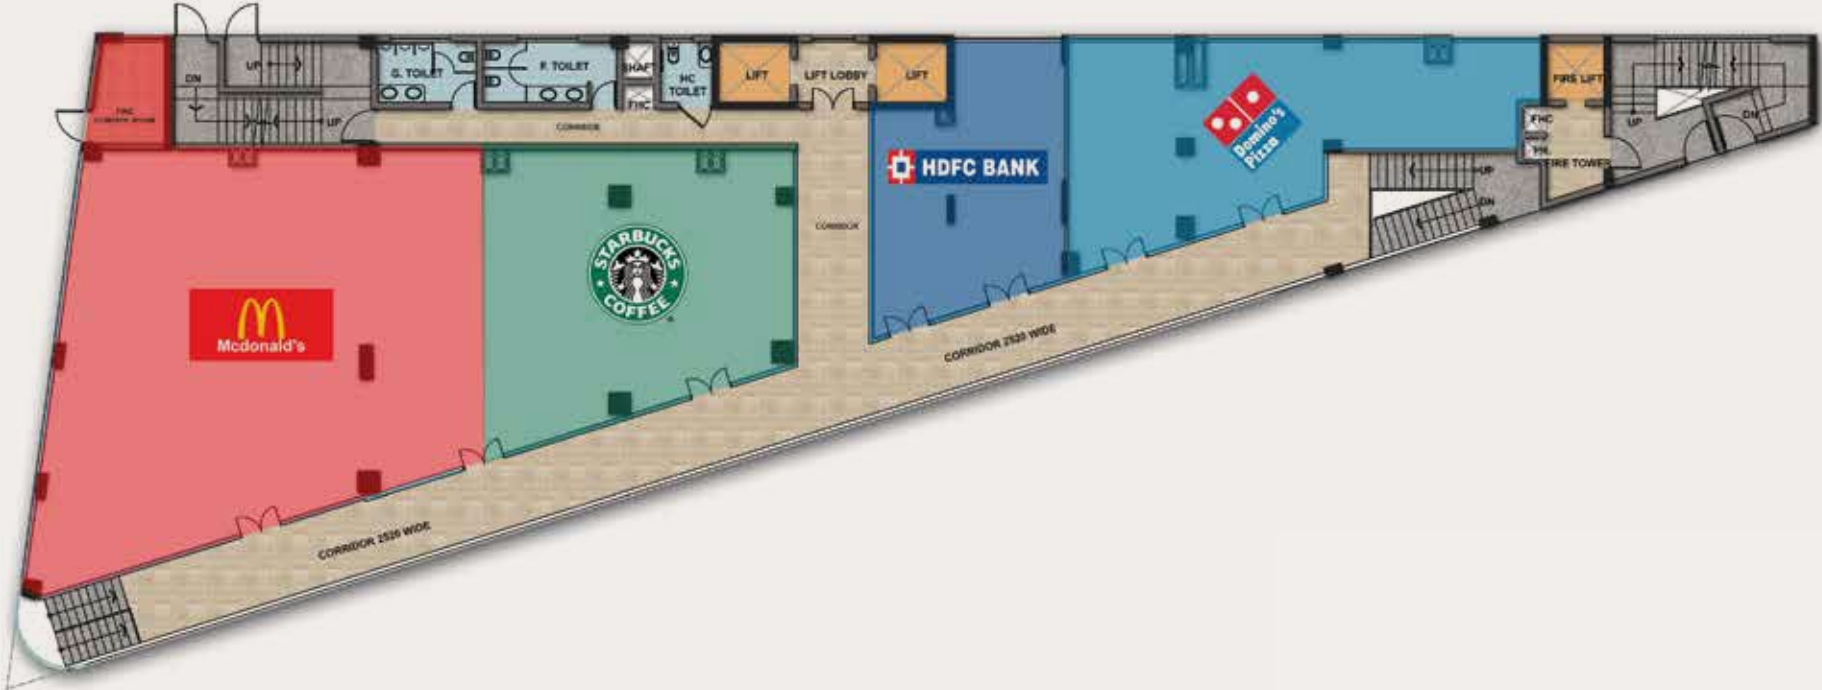 DN
UP
UP
G. TOILET
F. TOILET
SHAFT
FHC
HC
TOILET
LIFT
LIFT LOBBY
LIFT
FIRE LIFT
UP
DN
FHC
FIRE TOWER
UP
DN
CORRIDOR
CORRIDOR
HDFC BANK
Domino's
Pizza
STARBUCKS
COFFEE
Mcdonald's
CORRIDOR 2520 WIDE
CORRIDOR 2520 WIDE